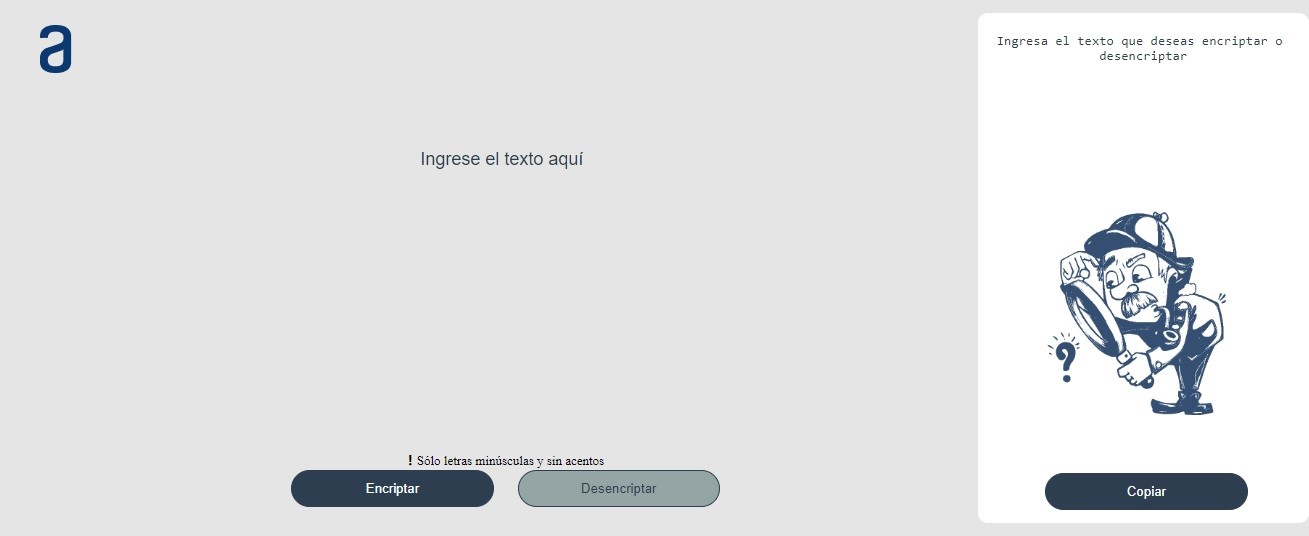 a
Ingrese el texto aquí
! Sólo letras minúsculas y sin acentos
Encriptar
Desencriptar
Ingresa el texto que deseas encriptar o
desencriptar
?
Copiar